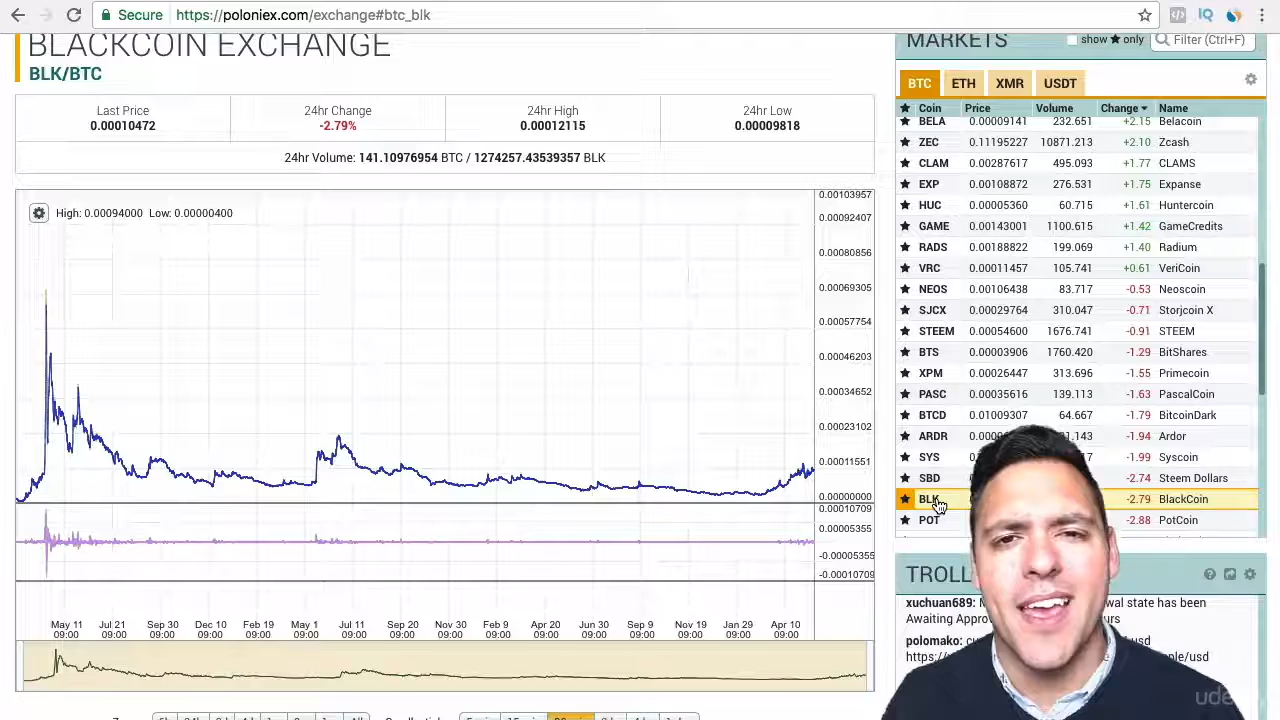 Secure https://poloniex.com/exchange#btc_blk
BLACKCOIN EXCHANGE
BLK/BTC
Last Price 24hr Change 24hr High 24hr Low
0.00010472 -2.79% 0.00012115 0.00009818
24hr Volume: 141.10976954 BTC / 1274257.43539357 BLK
High: 0.00094000 Low: 0.00000400
0.00103957
0.00092407
0.00080856
0.00069305
0.00057754
0.00046203
0.00034652
0.00023102
0.00011551
0.00000000
0.00010709
0.00005355
-0.00005355
-0.00010709
May 11 Jul 21 Sep 30 Dec 10 Feb 19 May 1 Jul 11 Sep 20 Nov 30 Feb 9 Apr 20 Jun 30 Sep 9 Nov 19 Jan 29 Apr 10
09:00 09:00 09:00 09:00 09:00 09:00 09:00 09:00 09:00 09:00 09:00 09:00 09:00 09:00 09:00 09:00
MARKETS show ★ only Filter (Ctrl+F)
BTC ETH XMR USDT
★ Coin Price Volume Change Name
BELA 0.00009141 232.651 +2.15 Belacoin
ZEC 0.11195227 10871.213 +2.10 Zcash
CLAM 0.00287617 495.093 +1.77 CLAMS
EXP 0.00108872 276.531 +1.75 Expanse
HUC 0.00005360 60.715 +1.61 Huntercoin
GAME 0.00143001 1100.615 +1.42 GameCredits
RADS 0.00188822 199.069 +1.40 Radium
VRC 0.00011457 105.741 +0.61 VeriCoin
NEOS 0.00106438 83.717 -0.53 Neoscoin
SJCX 0.00029764 310.047 -0.71 Storjcoin X
STEEM 0.00054600 1676.741 -0.91 STEEM
BTS 0.00003906 1760.420 -1.29 BitShares
XPM 0.00026447 313.696 -1.55 Primecoin
PASC 0.00035616 139.113 -1.63 PascalCoin
BTCD 0.01009307 64.667 -1.79 BitcoinDark
ARDR -1.94 Ardor
SYS -1.99 Syscoin
SBD -2.74 Steem Dollars
BLK -2.79 BlackCoin
POT -2.88 PotCoin
TROLL
xuchuan689: state has been
Awaiting
polomako: